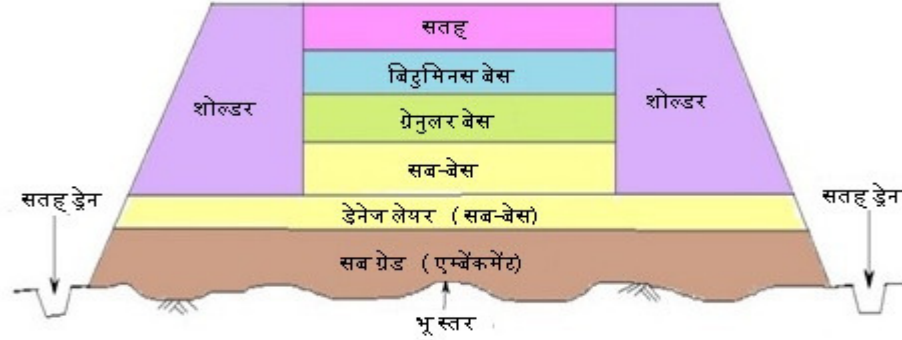 सतह
बिटुमिनस बेस
शोल्डर
ग्रेनुलर बेस
शोल्डर
सब-बेस
सतह ड्रेन
ड्रेनेज लेयर (सब-बेस)
सतह ड्रेन
सब ग्रेड (एम्बेंकमेंट)
भू स्तर